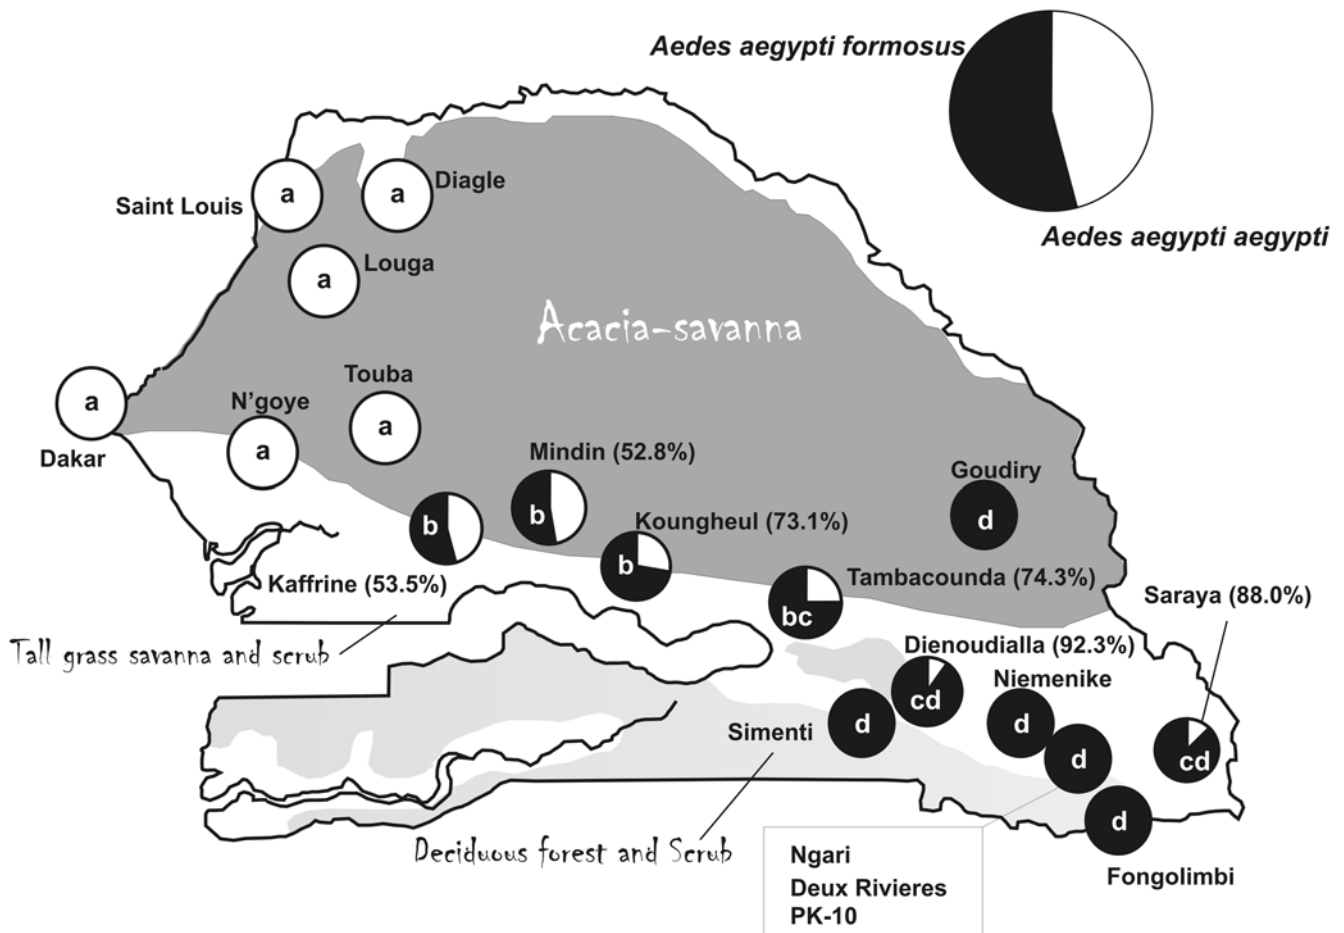 Aedes aegypti formosus
Aedes aegypti aegypti
Saint Louis
a
a
Diagle
a
Louga
Acacia-savanna
a
Dakar
N'goye
a
Touba
a
Mindin (52.8%)
b
b
Kaffrine (53.5%)
Koungheul (73.1%)
b
Goudiry
d
Tambacounda (74.3%)
bc
Saraya (88.0%)
cd
Tall grass savanna and scrub
Dienoudialla (92.3%)
cd
Niemenike
d
Simenti
d
d
d
Fongolimbi
Deciduous forest and Scrub
Ngari
Deux Rivieres
PK-10